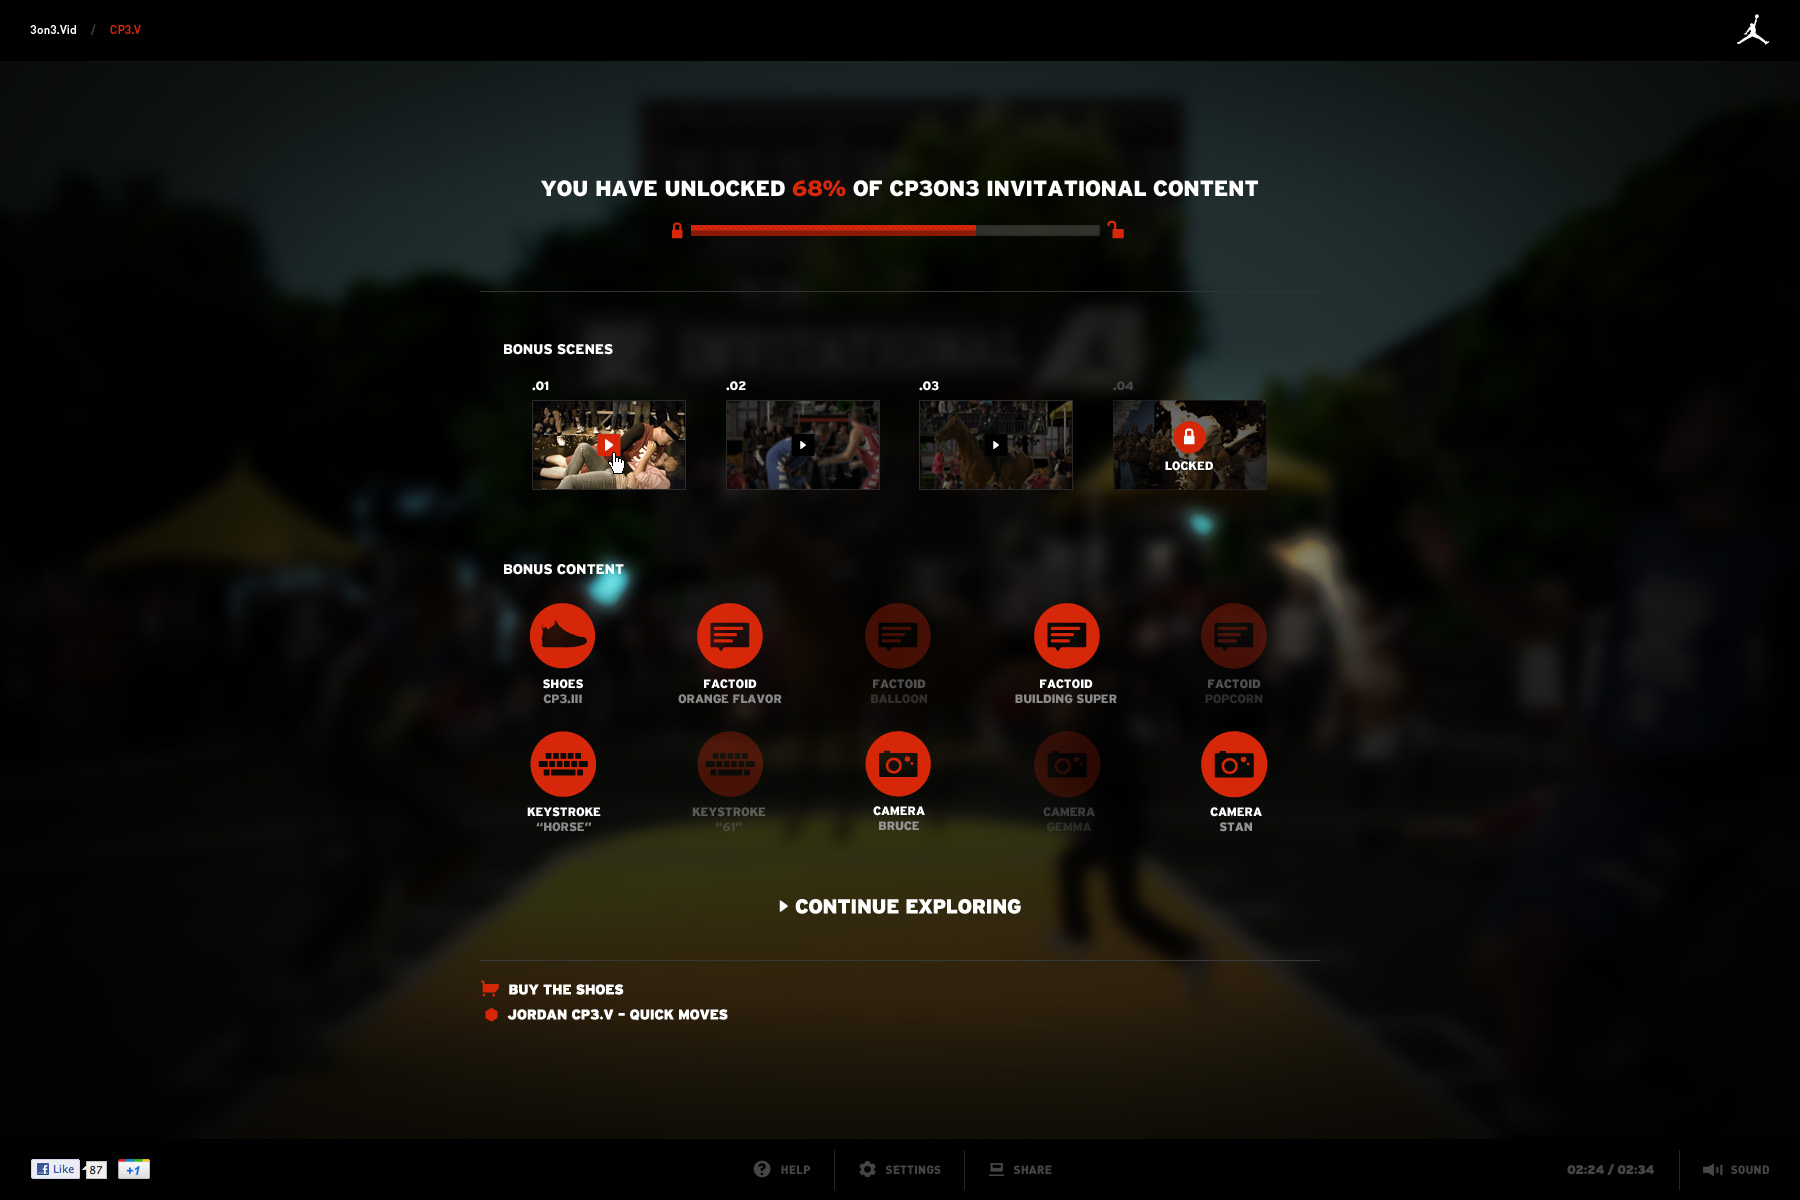 3on3.Vid / CP3.V
YOU HAVE UNLOCKED 68% OF CP3ON3 INVITATIONAL CONTENT
INVITATIONAL
BONUS SCENES
.01
.02
.03
.04
LOCKED
BONUS CONTENT
SHOES
CP3.III
FACTOID
ORANGE FLAVOR
FACTOID
BALLOON
FACTOID
BUILDING SUPER
FACTOID
POPCORN
KEYSTROKE
“HORSE”
KEYSTROKE
“61”
CAMERA
BRUCE
CAMERA
GEMMA
CAMERA
STAN
CONTINUE EXPLORING
BUY THE SHOES
JORDAN CP3.V – QUICK MOVES
Like 87 +1
HELP
SETTINGS
SHARE
02:24 / 02:34
SOUND